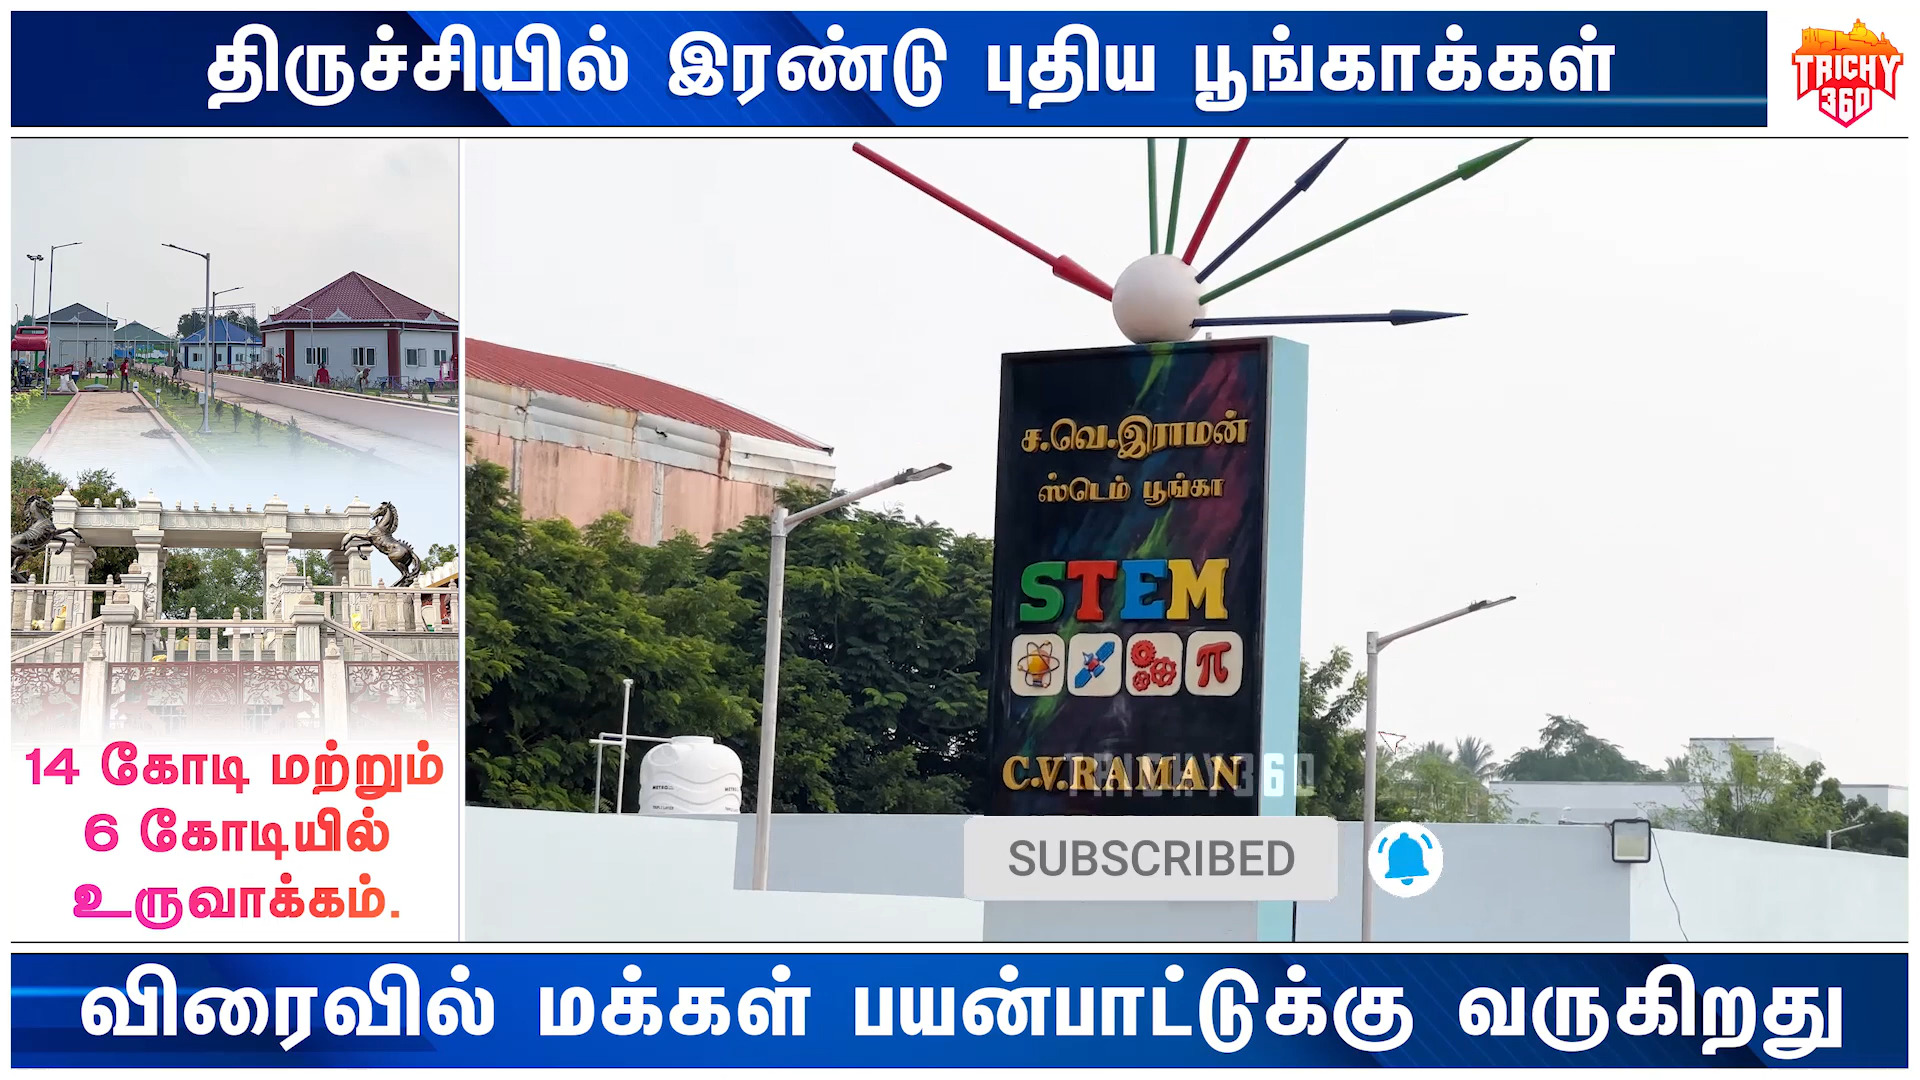 திருச்சியில் இரண்டு புதிய பூங்காக்கள்
TRICHY
360
ச.வெ.இராமன்
ஸ்டெம் பூங்கா
STEM
π
C.V.RAMAN
TRICHY360
SUBSCRIBED
14 கோடி மற்றும்
6 கோடியில்
உருவாக்கம்.
விரைவில் மக்கள் பயன்பாட்டுக்கு வருகிறது